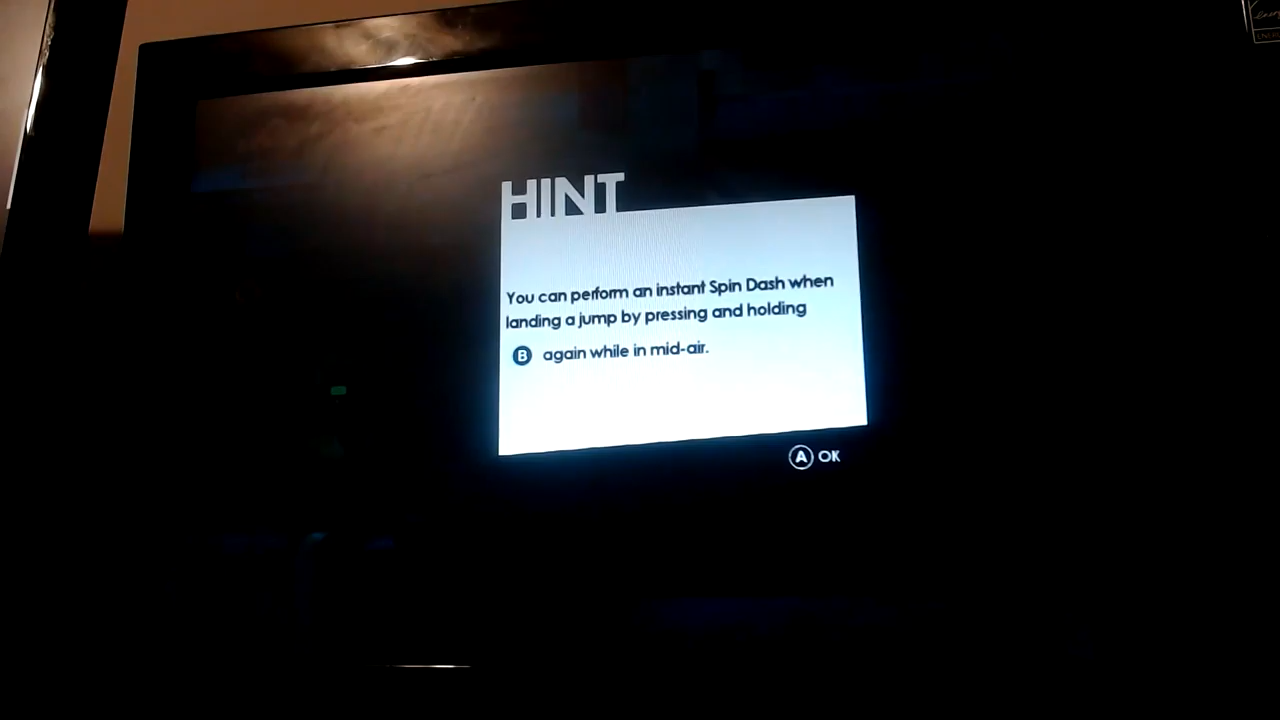 HINT
You can perform an instant Spin Dash when
landing a jump by pressing and holding
B again while in mid-air.
A OK